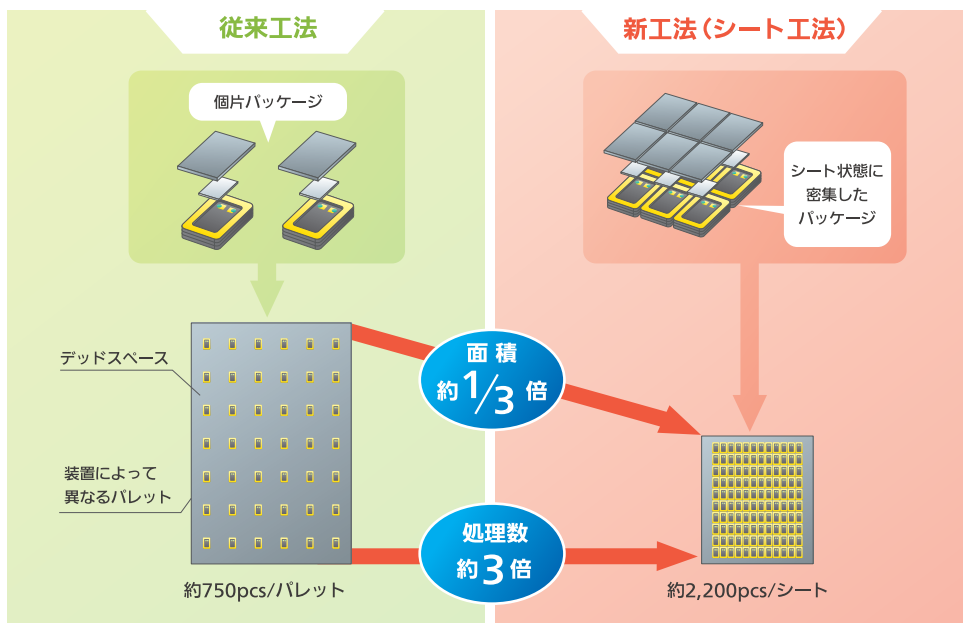 従来工法
個片パッケージ
デッドスペース
装置によって
異なるパレット
約750pcs/パレット
面積
約1/3倍
処理数
約3倍
新工法（シート工法）
シート状態に
密集した
パッケージ
約2,200pcs/シート